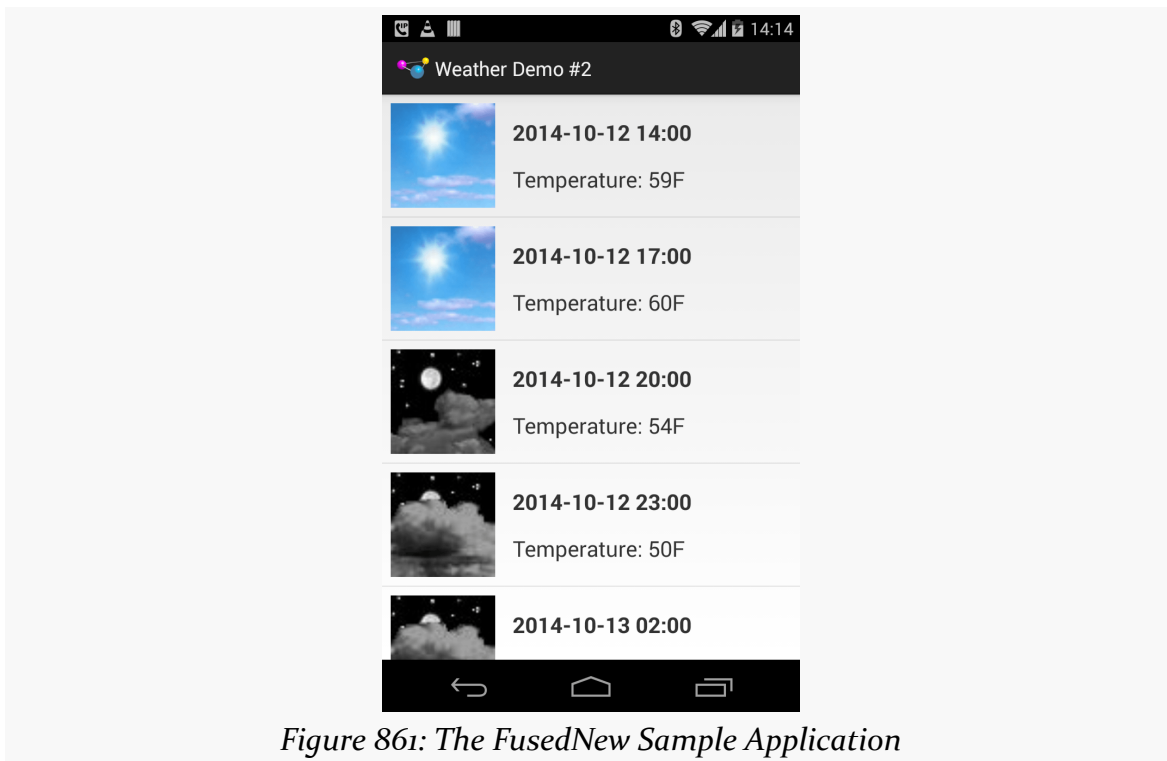 14:14
Weather Demo #2
2014-10-12 14:00
Temperature: 59F
2014-10-12 17:00
Temperature: 60F
2014-10-12 20:00
Temperature: 54F
2014-10-12 23:00
Temperature: 50F
2014-10-13 02:00
Figure 861: The FusedNew Sample Application